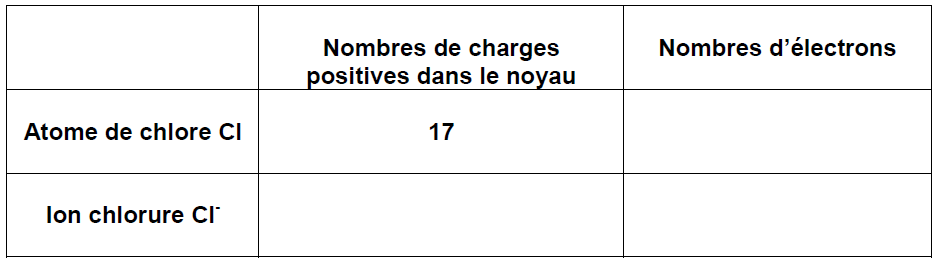 Nombres de charges
positives dans le noyau
Nombres d’électrons
Atome de chlore Cl
17
Ion chlorure Cl⁻